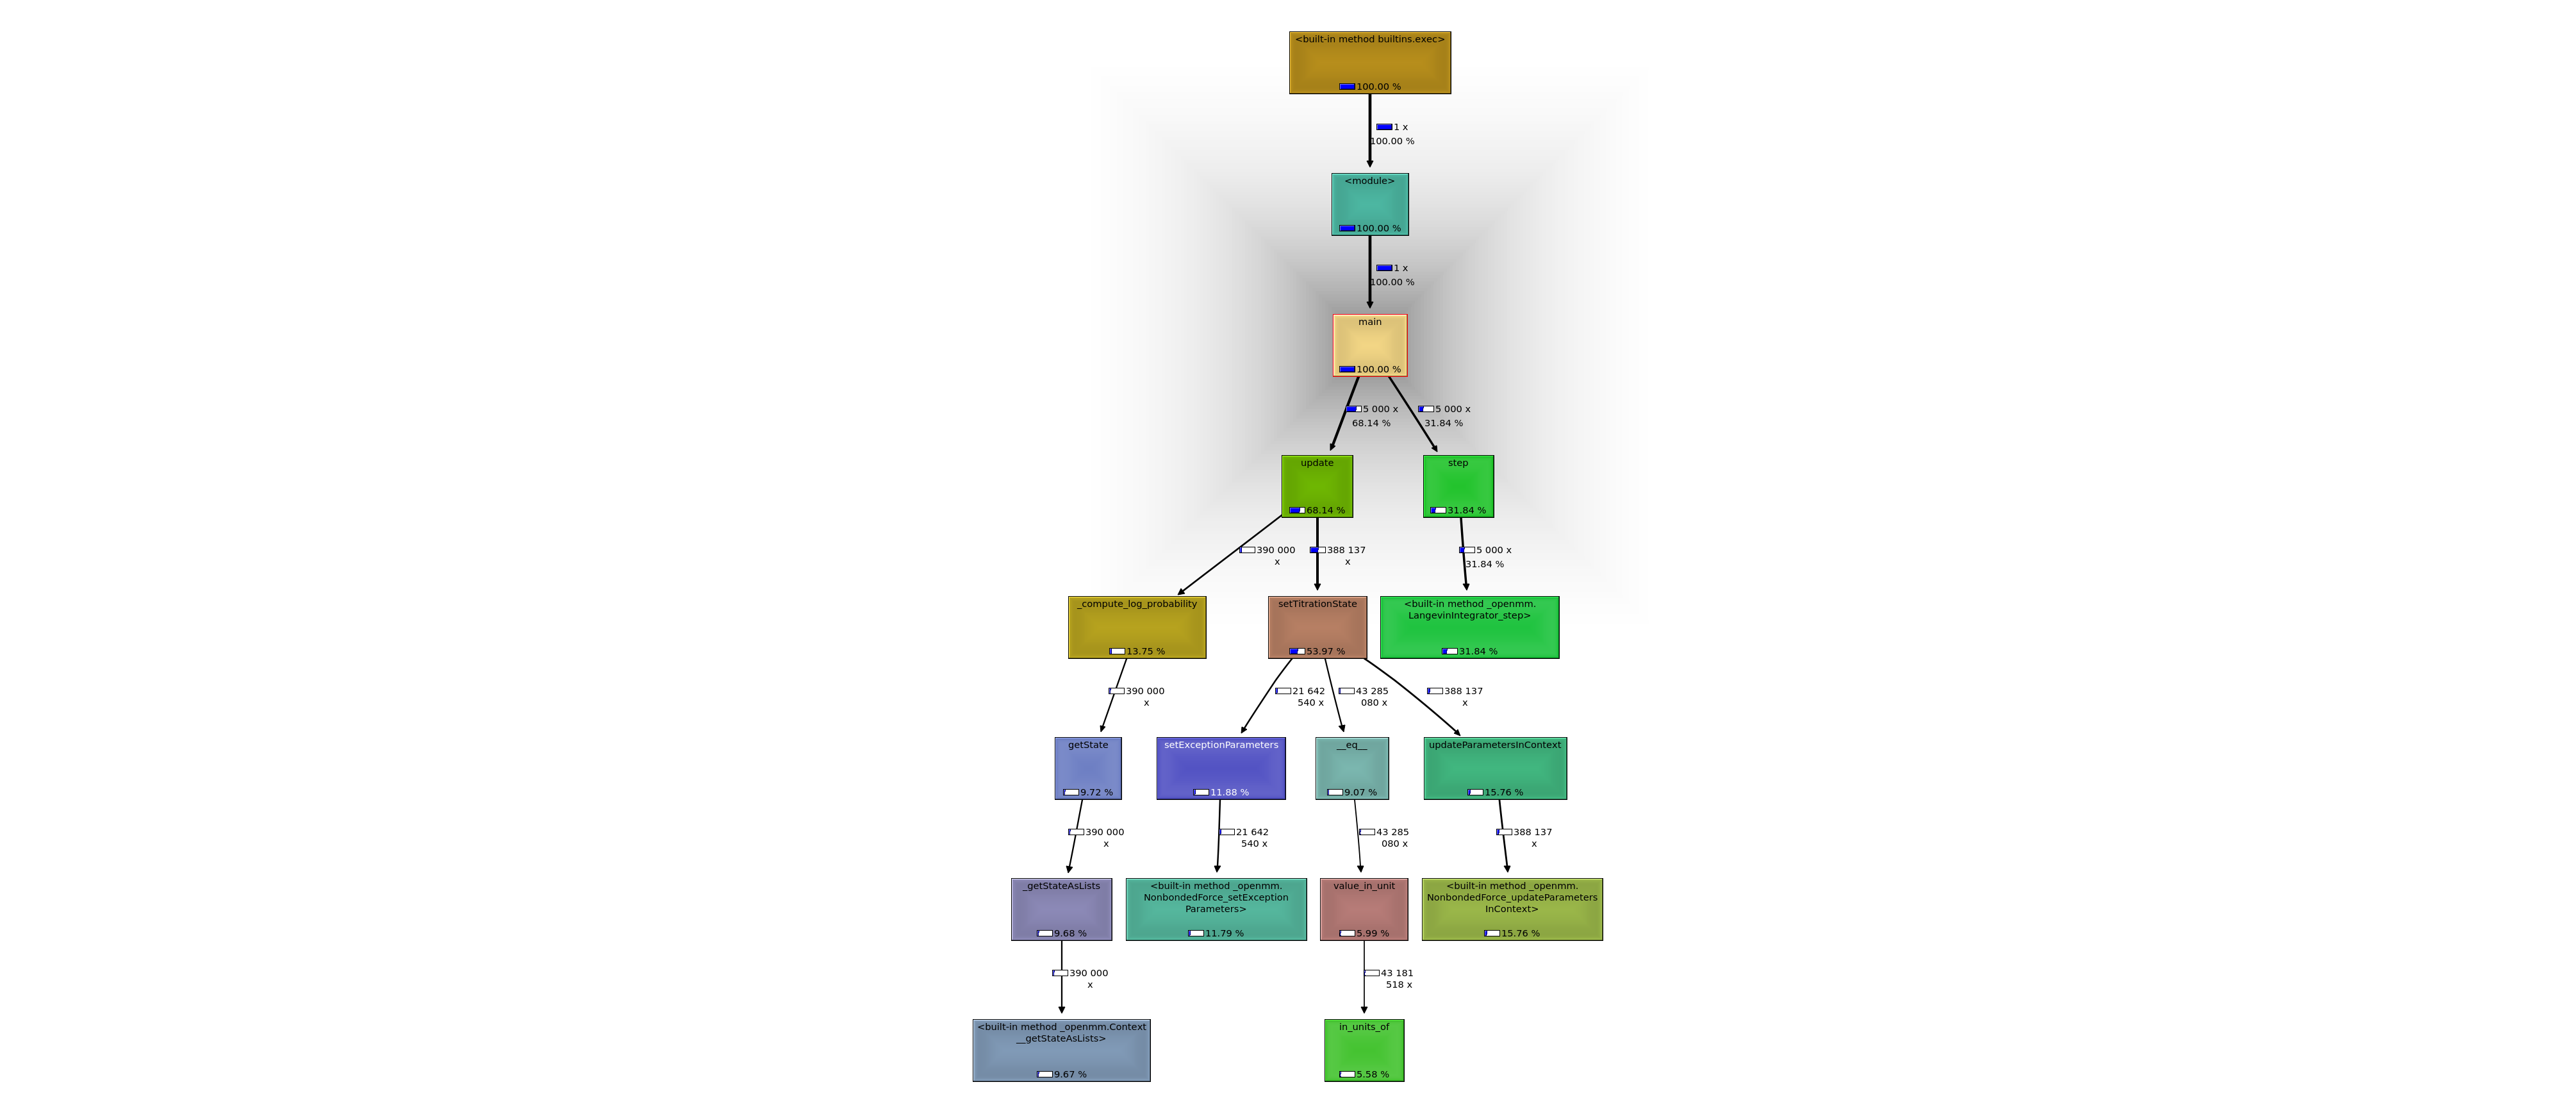 <built-in method builtins.exec>
100.00 %
1 x
100.00 %
<module>
100.00 %
1 x
100.00 %
main
100.00 %
5 000 x
68.14 %
5 000 x
31.84 %
update
68.14 %
step
31.84 %
390 000
x
388 137
x
5 000 x
31.84 %
_compute_log_probability
13.75 %
setTitrationState
53.97 %
<built-in method _openmm.
LangevinIntegrator_step>
31.84 %
390 000
x
21 642
540 x
43 285
080 x
388 137
x
getState
9.72 %
setExceptionParameters
11.88 %
__eq__
9.07 %
updateParametersInContext
15.76 %
390 000
x
21 642
540 x
43 285
080 x
388 137
x
_getStateAsLists
9.68 %
<built-in method _openmm.
NonbondedForce_setException
Parameters>
11.79 %
value_in_unit
5.99 %
<built-in method _openmm.
NonbondedForce_updateParameters
InContext>
15.76 %
390 000
x
43 181
518 x
<built-in method _openmm.Context
__getStateAsLists>
9.67 %
in_units_of
5.58 %